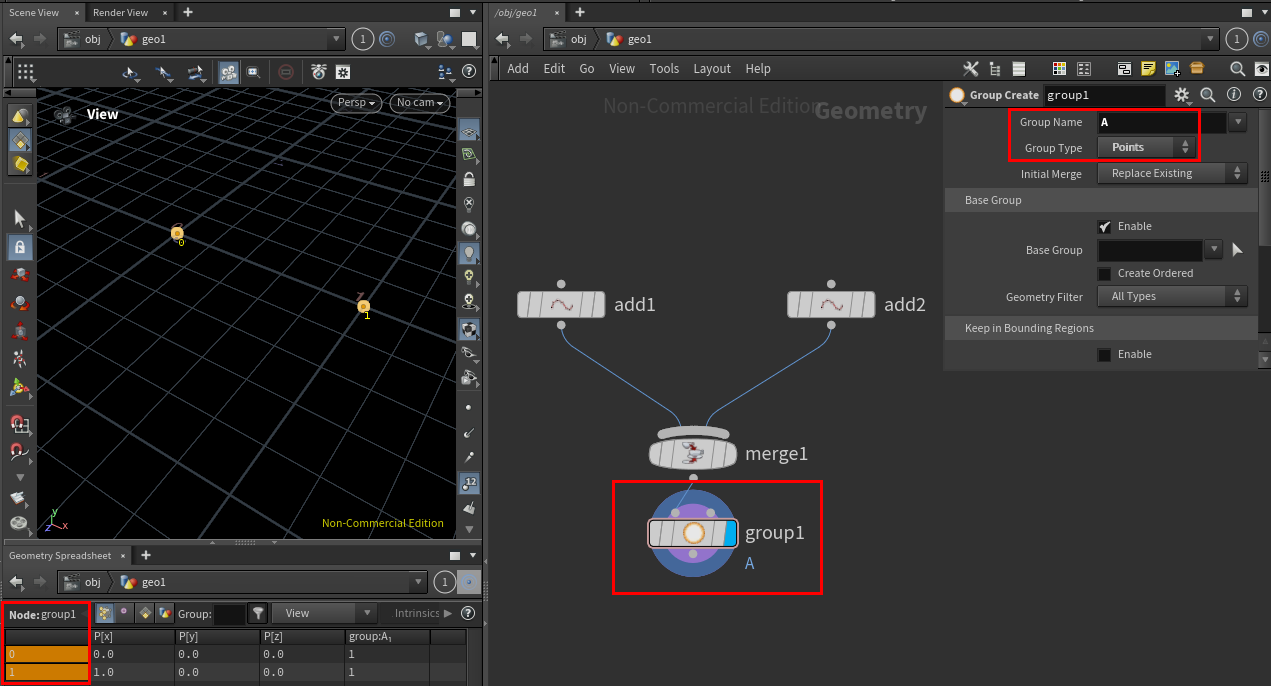 Scene View × Render View × +
obj geo1 1
Persp No cam
View
0
1
y
z x
Non-Commercial Edition
12
Geometry Spreadsheet × +
obj geo1 1
Node: group1 Group: View Intrinsics
P[x] P[y] P[z] group:A₁
0 0.0 0.0 0.0 1
1 1.0 0.0 0.0 1
/obj/geo1 × +
obj geo1 1
Add Edit Go View Tools Layout Help
Non-Commercial Edition
Geometry
add1
add2
merge1
group1
A
Group Create group1
Group Name A
Group Type Points
Initial Merge Replace Existing
Base Group
Enable
Base Group
Create Ordered
Geometry Filter All Types
Keep in Bounding Regions
Enable